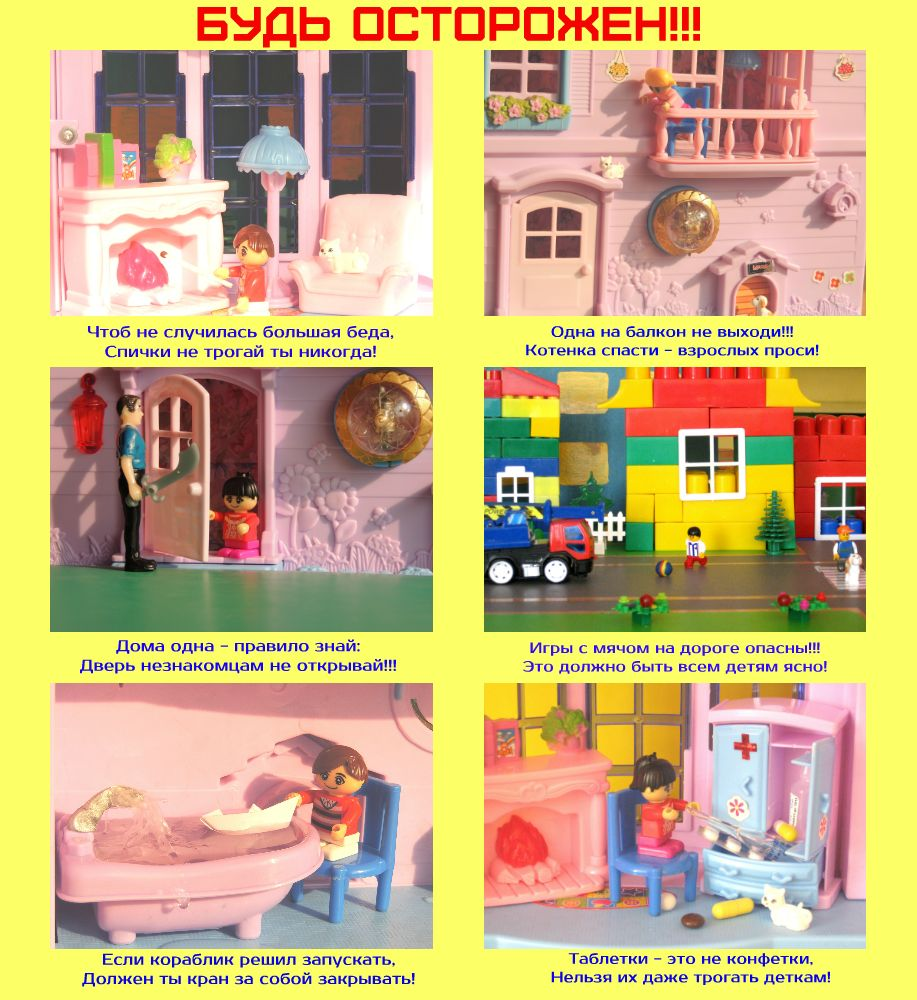 БУДЬ ОСТОРОЖЕН!!!
Чтоб не случилась большая беда,
Спички не трогай ты никогда!
Одна на балкон не выходи!!!
Котенка спасти - взрослых проси!
Дома одна - правило знай:
Дверь незнакомцам не открывай!!!
Игры с мячом на дороге опасны!!!
Это должно быть всем детям ясно!
Если кораблик решил запускать,
Должен ты кран за собой закрывать!
Таблетки - это не конфетки,
Нельзя их даже трогать деткам!